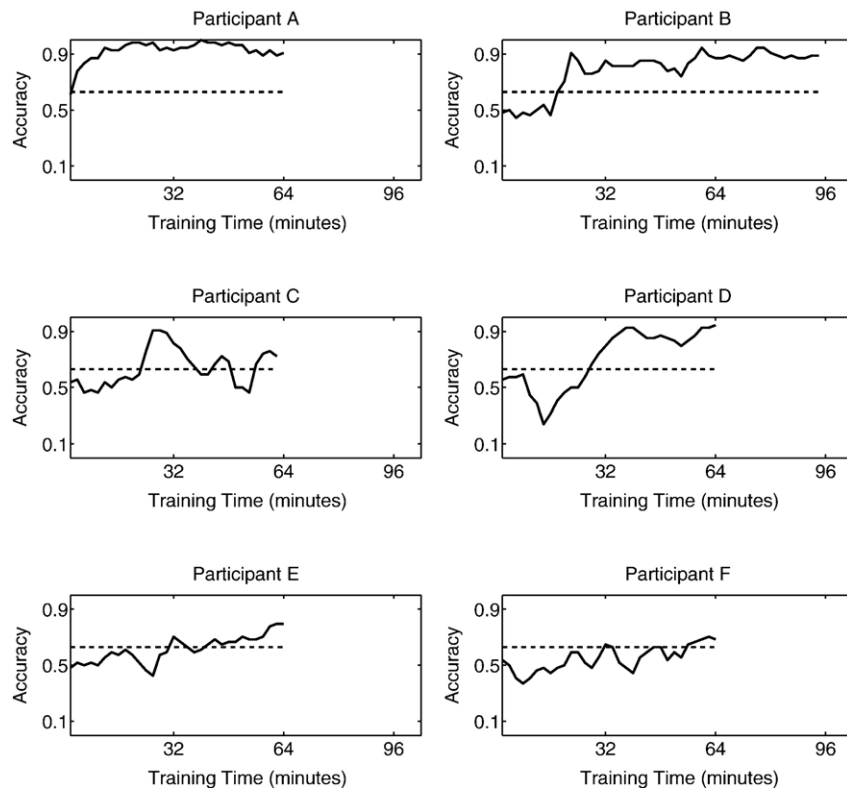 Participant A
0.9
0.5
0.1
Accuracy
32 64 96
Training Time (minutes)
Participant B
0.9
0.5
0.1
Accuracy
32 64 96
Training Time (minutes)
Participant C
0.9
0.5
0.1
Accuracy
32 64 96
Training Time (minutes)
Participant D
0.9
0.5
0.1
Accuracy
32 64 96
Training Time (minutes)
Participant E
0.9
0.5
0.1
Accuracy
32 64 96
Training Time (minutes)
Participant F
0.9
0.5
0.1
Accuracy
32 64 96
Training Time (minutes)